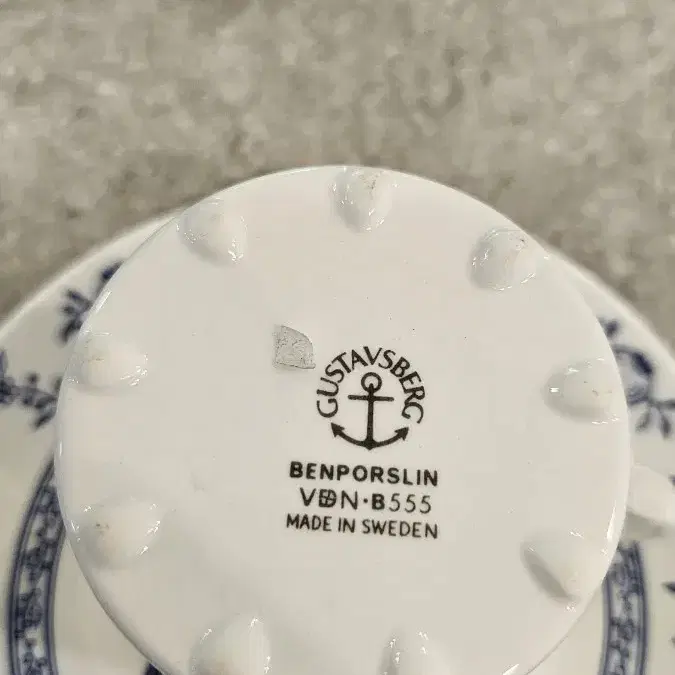 GUSTAVSBERG
BENPORSLIN
VDN·B555
MADE IN SWEDEN